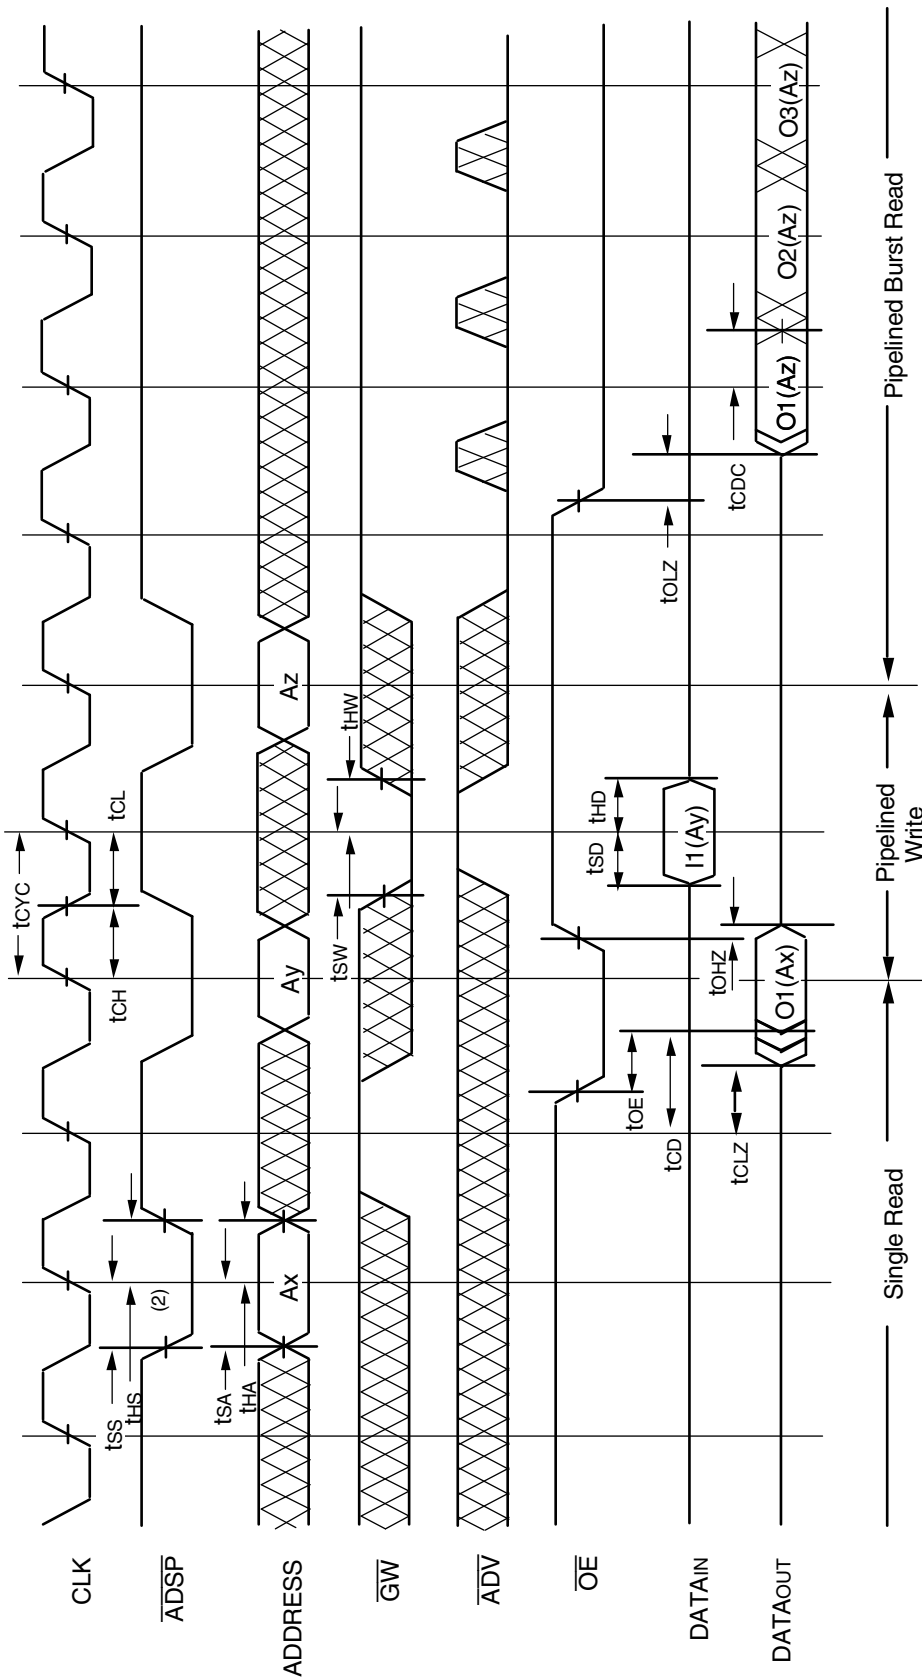 CLK
tCYC
tCH
tCL
ADSP
tSS
tHS
(2)
ADDRESS
tSA
tHA
Ax
Ay
Az
GW
tSW
tHW
ADV
OE
tOE
tOHZ
tOLZ
DATAIN
tSD
tHD
I1(Ay)
tCD
tCLZ
tCDC
DATAOUT
O1(Ax)
O1(Az)
O2(Az)
O3(Az)
Single Read
Pipelined
Write
Pipelined Burst Read